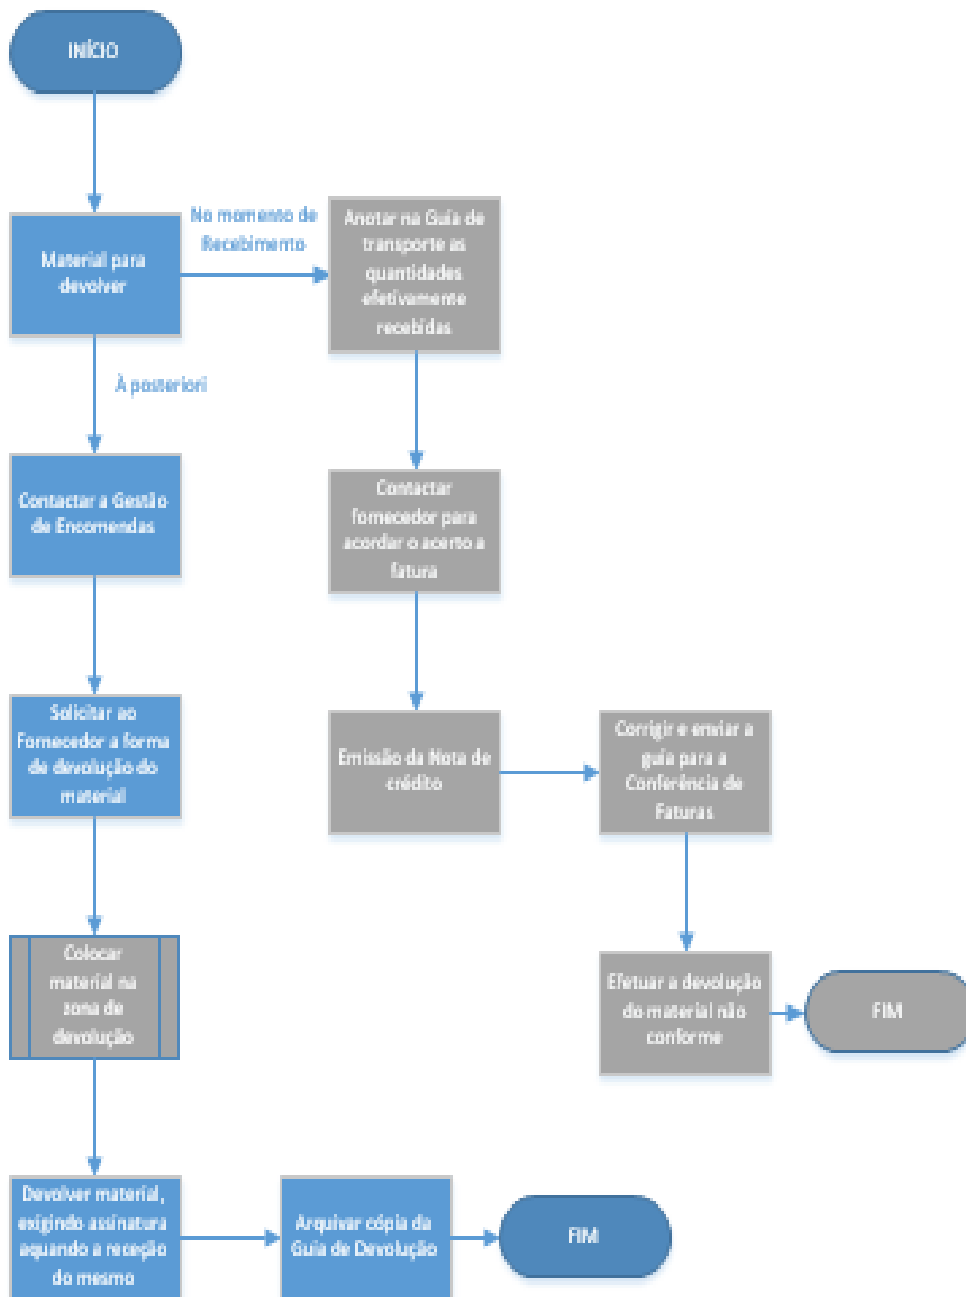 INÍCIO
Material para
devolver
No momento de
Recebimento
Anotar na Guia de
transporte as
quantidades
efetivamente
recebidas
À posteriori
Contactar a Gestão
de Encomendas
Contactar
fornecedor para
acordar o acerto a
fatura
Solicitar ao
Fornecedor a forma
de devolução do
material
Emissão da Nota de
crédito
Corrigir e enviar a
guia para a
Conferência de
Faturas
Colocar
material na
zona de
devolução
Efetuar a devolução
do material não
conforme
FIM
Devolver material,
exigindo assinatura
aquando a receção
do mesmo
Arquivar cópia da
Guia de Devolução
FIM